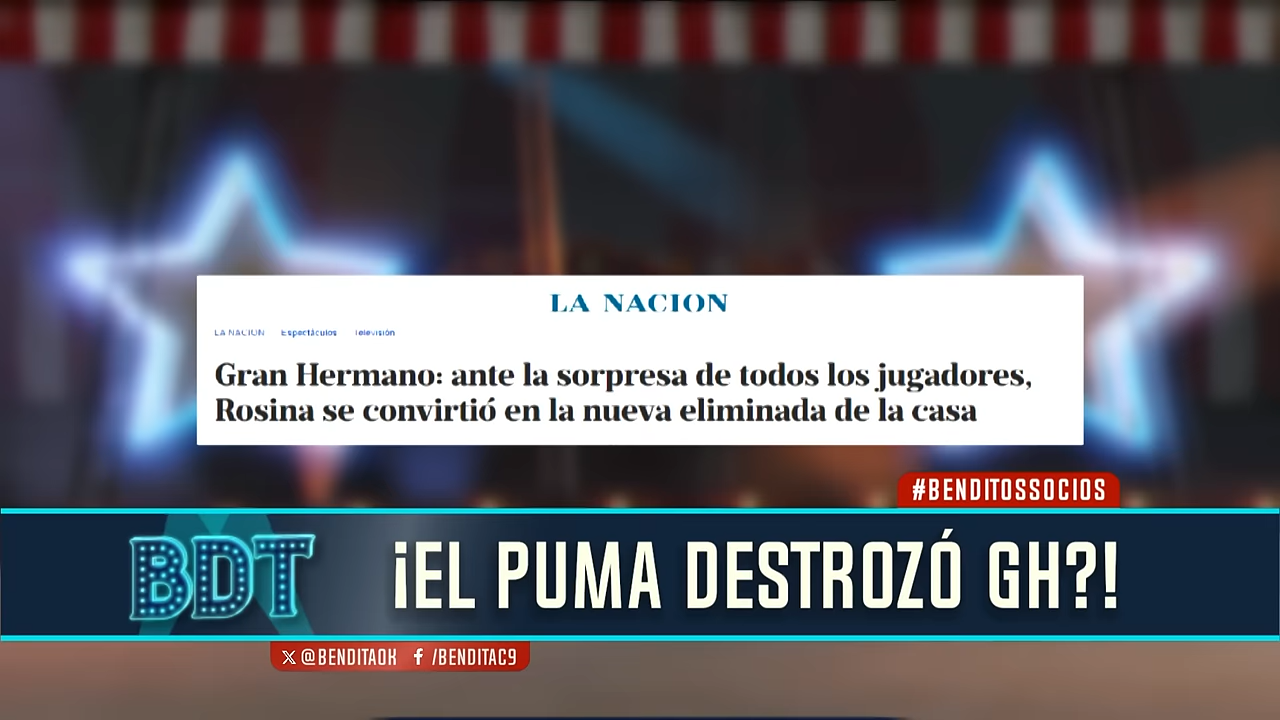 LA NACION
LA NACION Espectáculos Televisión
Gran Hermano: ante la sorpresa de todos los jugadores,
Rosina se convirtió en la nueva eliminada de la casa
#BENDITOSSOCIOS
BDT
¡EL PUMA DESTROZÓ GH?!
X @BENDITAOK f /BENDITAC9